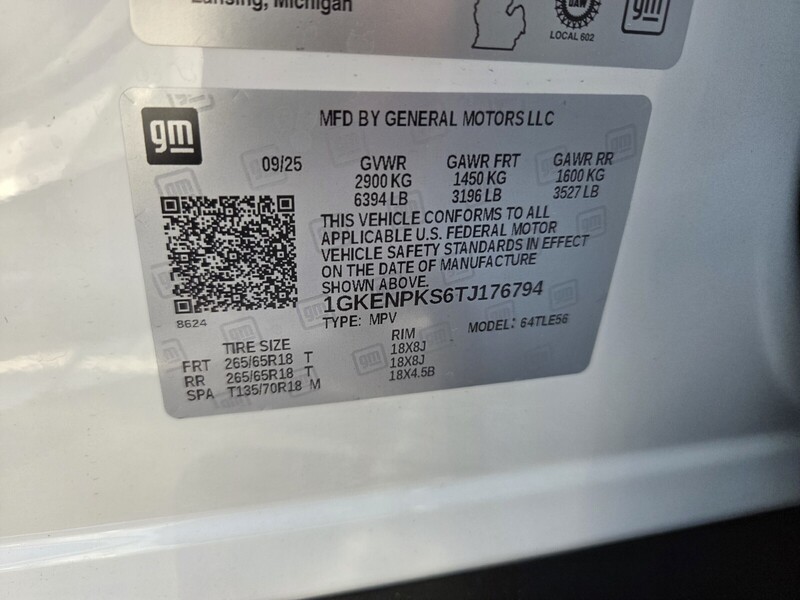 Lansing, Michigan
UAW
LOCAL 602
gm
gm
MFD BY GENERAL MOTORS LLC
09/25 GVWR GAWR FRT GAWR RR
2900 KG 1450 KG 1600 KG
6394 LB 3196 LB 3527 LB
THIS VEHICLE CONFORMS TO ALL
APPLICABLE U.S. FEDERAL MOTOR
VEHICLE SAFETY STANDARDS IN EFFECT
ON THE DATE OF MANUFACTURE
SHOWN ABOVE.
1GKENPKS6TJ176794
8624
TYPE: MPV MODEL: 64TLE56
TIRE SIZE RIM
FRT 265/65R18 T 18X8J
RR 265/65R18 T 18X8J
SPA T135/70R18 M 18X4.5B